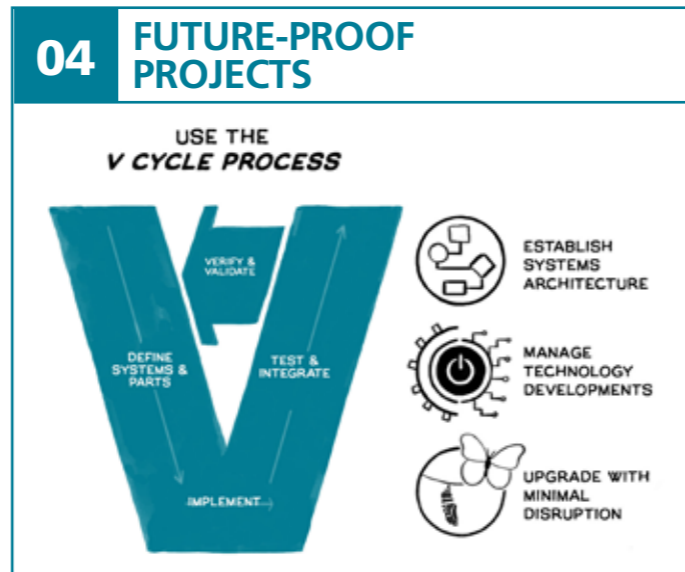 04
FUTURE-PROOF
PROJECTS
USE THE
V CYCLE PROCESS
VERIFY &
VALIDATE
DEFINE
SYSTEMS &
PARTS
TEST &
INTEGRATE
IMPLEMENT
ESTABLISH
SYSTEMS
ARCHITECTURE
MANAGE
TECHNOLOGY
DEVELOPMENTS
UPGRADE WITH
MINIMAL
DISRUPTION